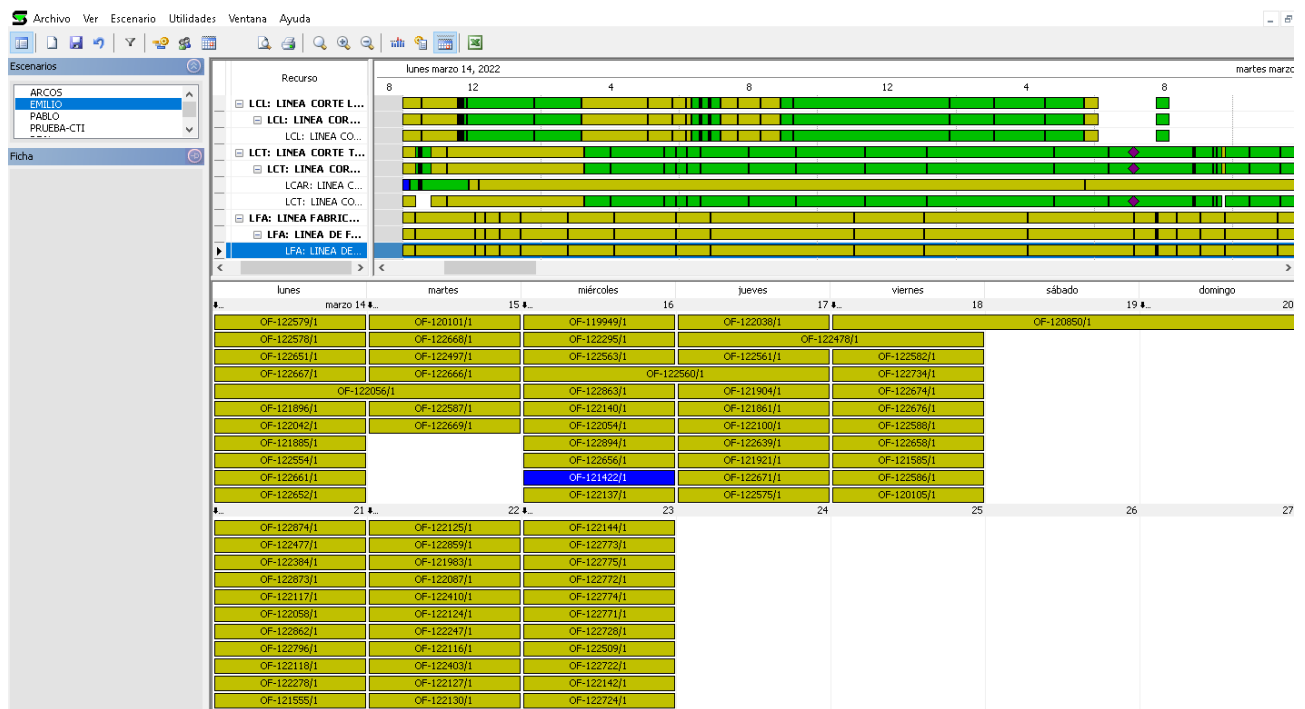 Archivo Ver Escenario Utilidades Ventana Ayuda
Escenarios
ARCOS
EMILIO
PABLO
PRUEBA-CTI
Ficha
Recurso
lunes marzo 14, 2022 martes marzo
8 12 4 8 12 4 8
LCL: LINEA CORTE L...
LCL: LINEA COR...
LCL: LINEA CO...
LCT: LINEA CORTE T...
LCT: LINEA COR...
LCAR: LINEA C...
LCT: LINEA CO...
LFA: LINEA FABRIC...
LFA: LINEA DE F...
LFA: LINEA DE...
lunes martes miércoles jueves viernes sábado domingo
marzo 14 15 16 17 18 19 20
OF-122579/1 OF-120101/1 OF-119949/1 OF-122038/1 OF-120850/1
OF-122578/1 OF-122668/1 OF-122295/1 OF-122478/1
OF-122651/1 OF-122497/1 OF-122563/1 OF-122561/1 OF-122582/1
OF-122667/1 OF-122666/1 OF-122560/1 OF-122734/1
OF-122056/1 OF-122863/1 OF-121904/1 OF-122674/1
OF-121896/1 OF-122587/1 OF-122140/1 OF-121861/1 OF-122676/1
OF-122042/1 OF-122669/1 OF-122054/1 OF-122100/1 OF-122588/1
OF-121885/1 OF-122894/1 OF-122639/1 OF-122658/1
OF-122554/1 OF-122656/1 OF-121921/1 OF-121585/1
OF-122661/1 OF-121422/1 OF-122671/1 OF-122586/1
OF-122652/1 OF-122137/1 OF-122575/1 OF-120105/1
21 22 23 24 25 26 27
OF-122874/1 OF-122125/1 OF-122144/1
OF-122477/1 OF-122859/1 OF-122773/1
OF-122384/1 OF-121983/1 OF-122775/1
OF-122873/1 OF-122087/1 OF-122772/1
OF-122117/1 OF-122410/1 OF-122774/1
OF-122058/1 OF-122124/1 OF-122771/1
OF-122862/1 OF-122247/1 OF-122728/1
OF-122796/1 OF-122116/1 OF-122509/1
OF-122118/1 OF-122403/1 OF-122722/1
OF-122278/1 OF-122127/1 OF-122142/1
OF-121555/1 OF-122130/1 OF-122724/1